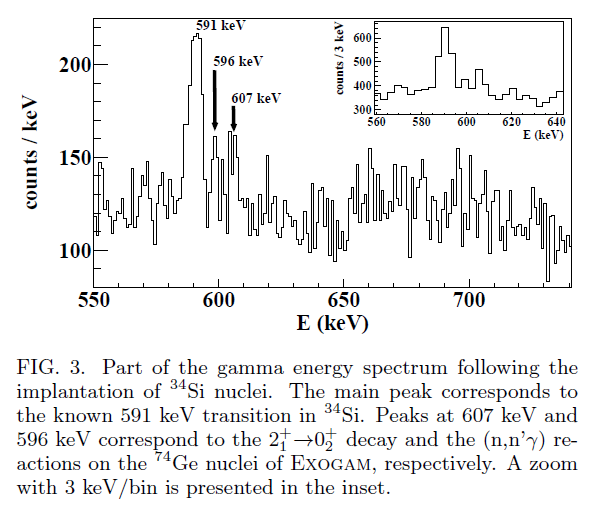 591 keV
596 keV
607 keV
200
150
100
counts / keV
550
600
650
700
E (keV)
counts / 3 keV
600
500
400
300
560
580
600
620
640
E (keV)
FIG. 3. Part of the gamma energy spectrum following the
implantation of ³⁴Si nuclei. The main peak corresponds to
the known 591 keV transition in ³⁴Si. Peaks at 607 keV and
596 keV correspond to the 2₁⁺→0₂⁺ decay and the (n,n'γ) re-
actions on the ⁷⁴Ge nuclei of EXOGAM, respectively. A zoom
with 3 keV/bin is presented in the inset.